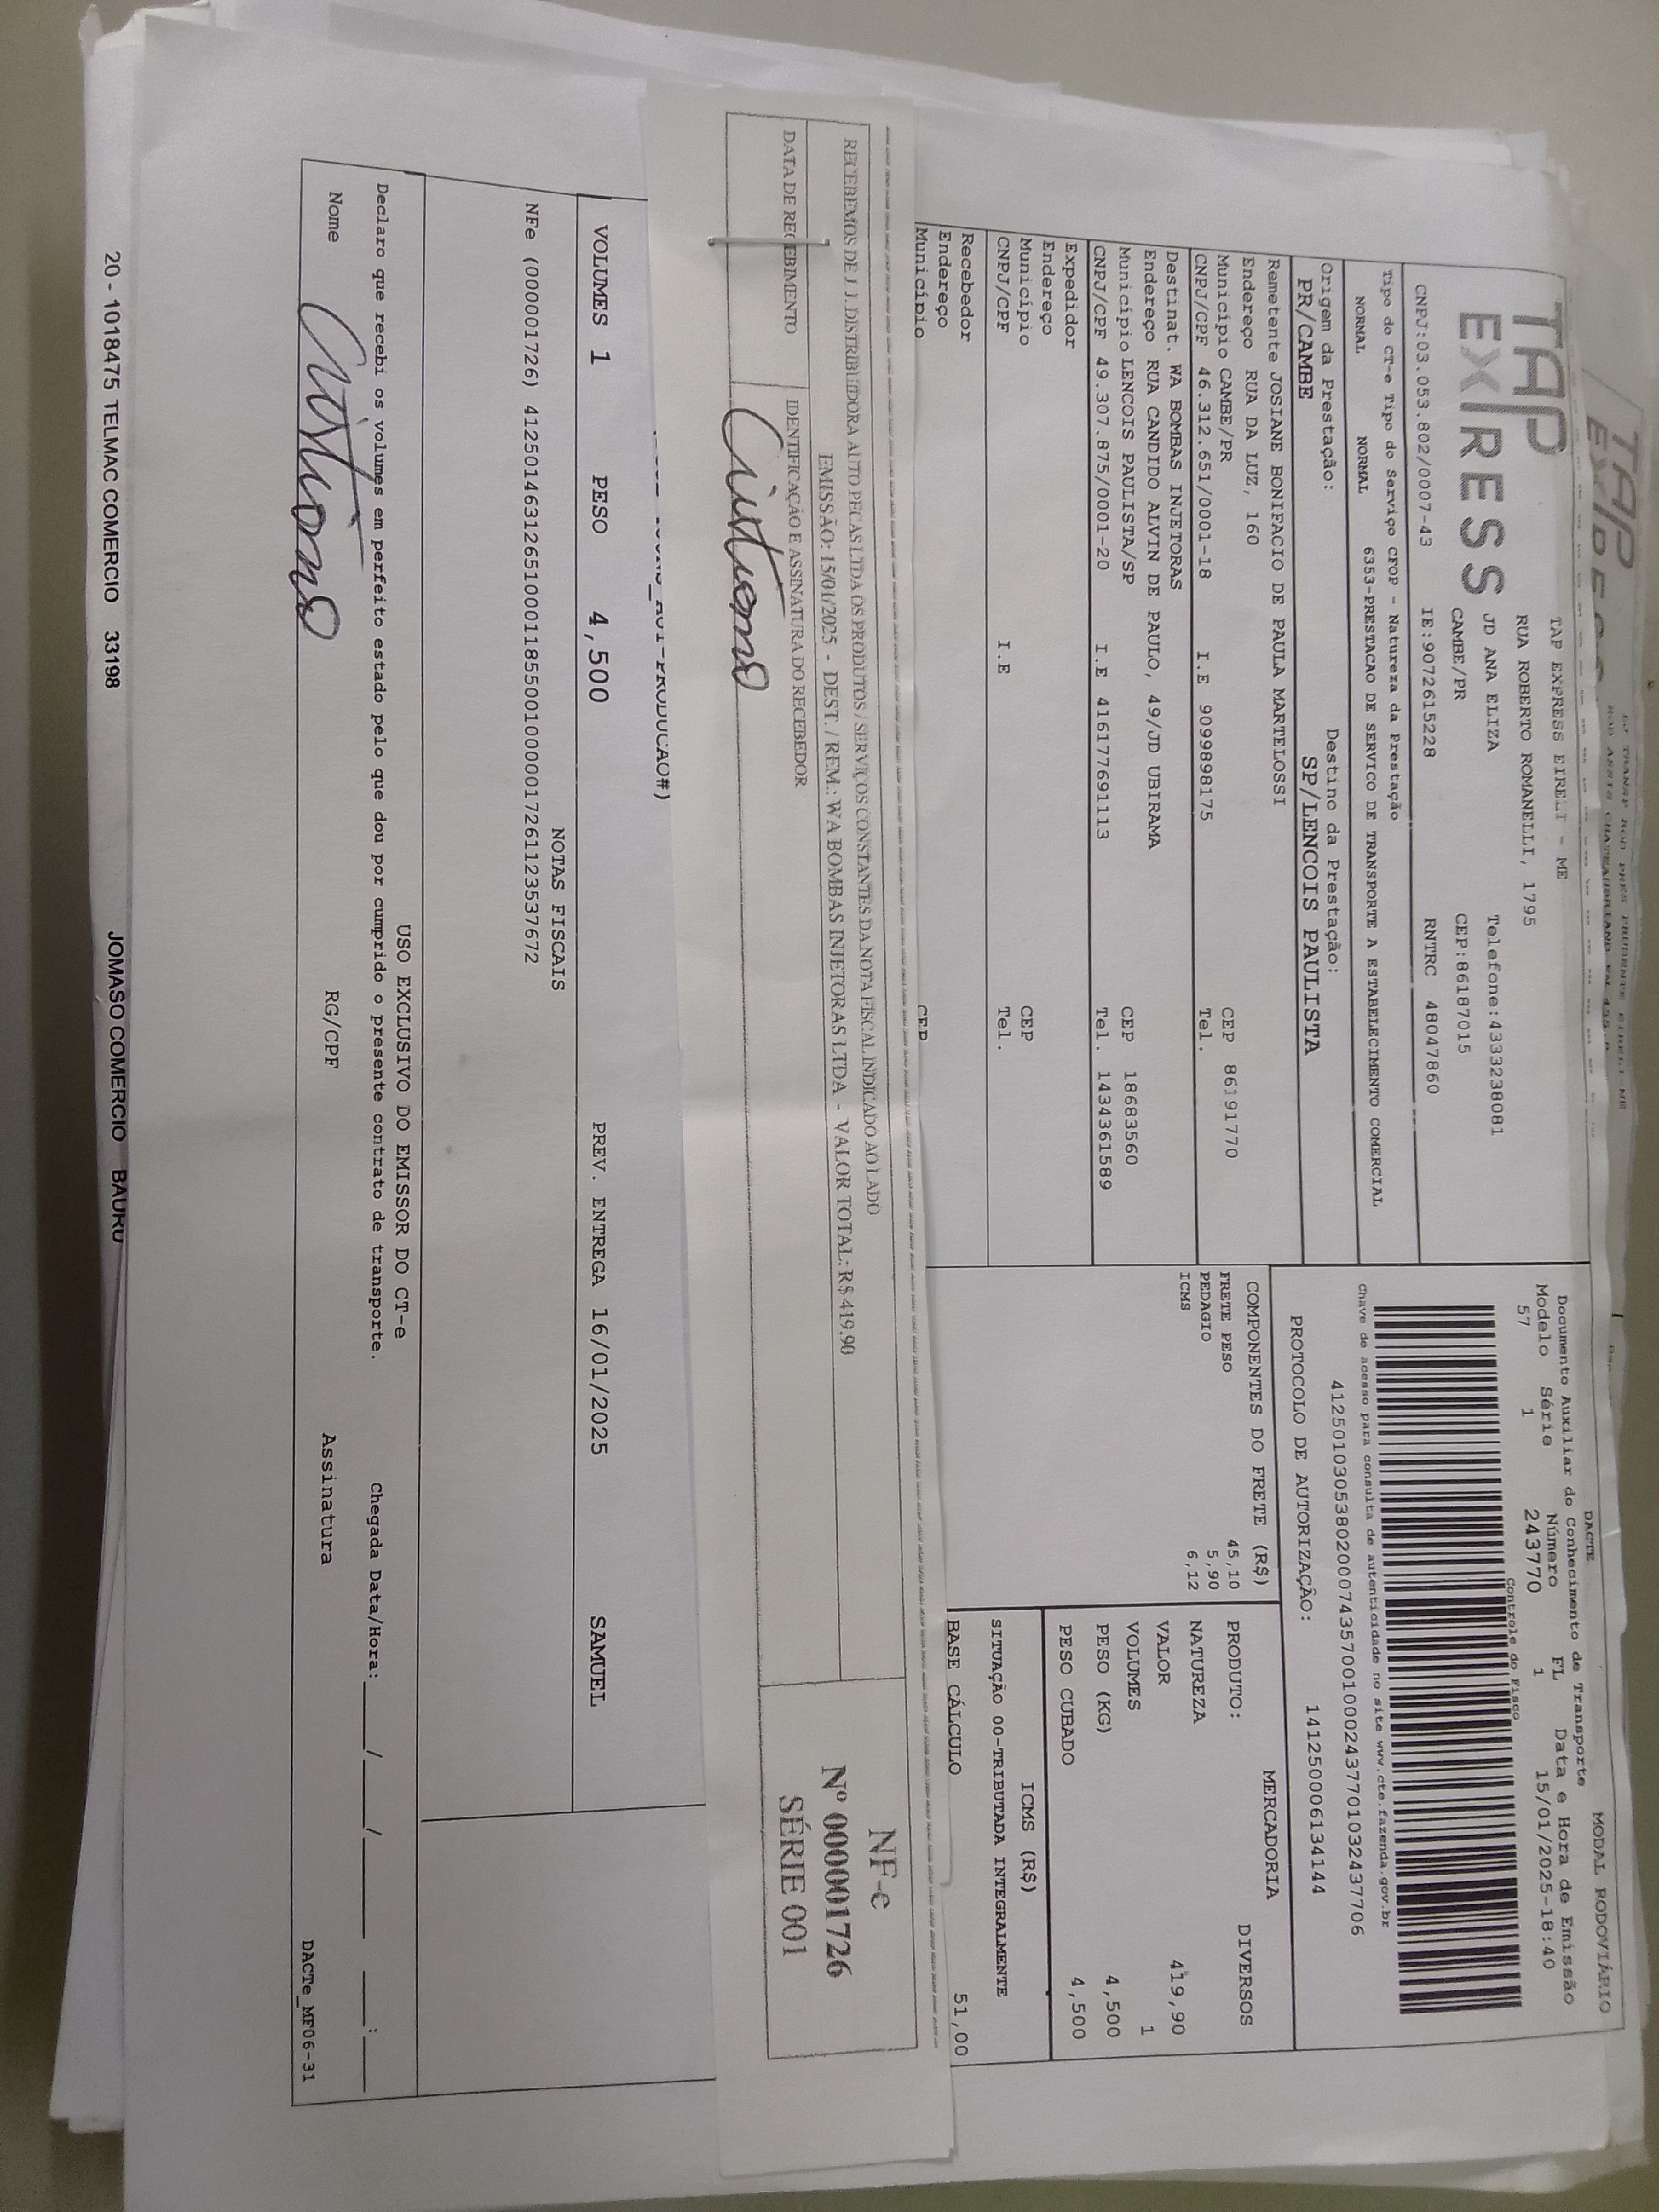 TAP EXPRESS
TAP EXPRESS EIRELI - ME
RUA ROBERTO ROMANELLI, 1795
JD ANA ELIZA Telefone:4333238081
CAMBE/PR CEP:86187015
CNPJ:03.053.802/0007-43 IE:9072615228 RNTRC 48047860
Tipo do CT-e Tipo do Serviço CFOP - Natureza da Prestação
NORMAL NORMAL 6353-PRESTACAO DE SERVICO DE TRANSPORTE A ESTABELECIMENTO COMERCIAL
Origem da Prestação: Destino da Prestação:
PR/CAMBE SP/LENCOIS PAULISTA
DACTE MODAL RODOVIÁRIO
Documento Auxiliar do Conhecimento de Transporte
Modelo Série Número FL Data e Hora de Emissão
57 1 243770 1 15/01/2025-18:40
Controle do Fisco
Chave de acesso para consulta de autenticidade no site www.cte.fazenda.gov.br
41250103053802000743570010002437701032437706
PROTOCOLO DE AUTORIZAÇÃO: 141250006134144
Remetente JOSIANE BONIFACIO DE PAULA MARTELOSSI
Endereço RUA DA LUZ, 160
Município CAMBE/PR CEP 86191770
CNPJ/CPF 46.312.651/0001-18 I.E 9099898175 Tel.
Destinat. WA BOMBAS INJETORAS
Endereço RUA CANDIDO ALVIN DE PAULO, 49/JD UBIRAMA
Município LENCOIS PAULISTA/SP CEP 18683560
CNPJ/CPF 49.307.875/0001-20 I.E 416177691113 Tel. 1434361589
Expedidor
Endereço
Município CEP
CNPJ/CPF I.E Tel.
Recebedor
Endereço
Município CEP
COMPONENTES DO FRETE (R$)
FRETE PESO 45,10
PEDAGIO 5,90
ICMS 6,12
MERCADORIA
PRODUTO: DIVERSOS
NATUREZA
VALOR 419,90
VOLUMES 1
PESO (KG) 4,500
PESO CUBADO 4,500
ICMS (R$)
SITUAÇÃO 00-TRIBUTADA INTEGRALMENTE
BASE CÁLCULO 51,00
RECEBEMOS DE J J. DISTRIBUIDORA AUTO PECAS LTDA OS PRODUTOS / SERVIÇOS CONSTANTES DA NOTA FISCAL INDICADO AO LADO
EMISSÃO: 15/01/2025 - DEST. / REM.: WA BOMBAS INJETORAS LTDA - VALOR TOTAL: R$ 419,90
DATA DE RECEBIMENTO IDENTIFICAÇÃO E ASSINATURA DO RECEBEDOR
Cristiano
NF-e
Nº 000001726
SÉRIE 001
VOLUMES 1 PESO 4,500 PREV. ENTREGA 16/01/2025 SAMUEL
NOTAS FISCAIS
NFe (000001726) 41250146312651000118550010000017261123537672
USO EXCLUSIVO DO EMISSOR DO CT-e
Declaro que recebi os volumes em perfeito estado pelo que dou por cumprido o presente contrato de transporte. Chegada Data/Hora: ___/___/____ __:__
Nome Cristiano RG/CPF Assinatura
DACTe_MF06-31
20 - 1018475 TELMAC COMERCIO 33198 JOMASO COMERCIO BAURU